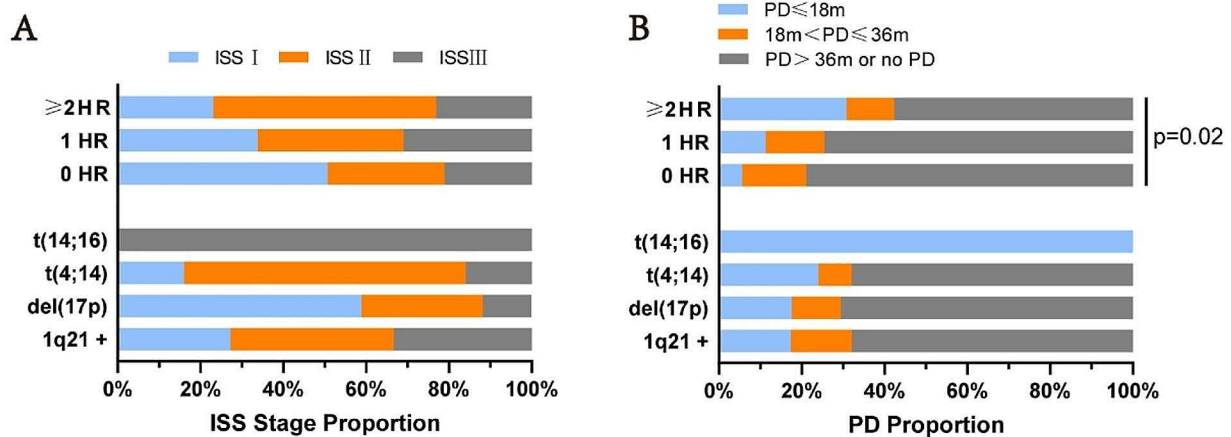 A
ISS Ⅰ
ISS Ⅱ
ISSⅢ
≥2HR
1 HR
0 HR
t(14;16)
t(4;14)
del(17p)
1q21 +
0%
20%
40%
60%
80%
100%
ISS Stage Proportion
B
PD≤18m
18m<PD≤36m
PD>36m or no PD
≥2HR
1 HR
0 HR
p=0.02
t(14;16)
t(4;14)
del(17p)
1q21 +
0%
20%
40%
60%
80%
100%
PD Proportion